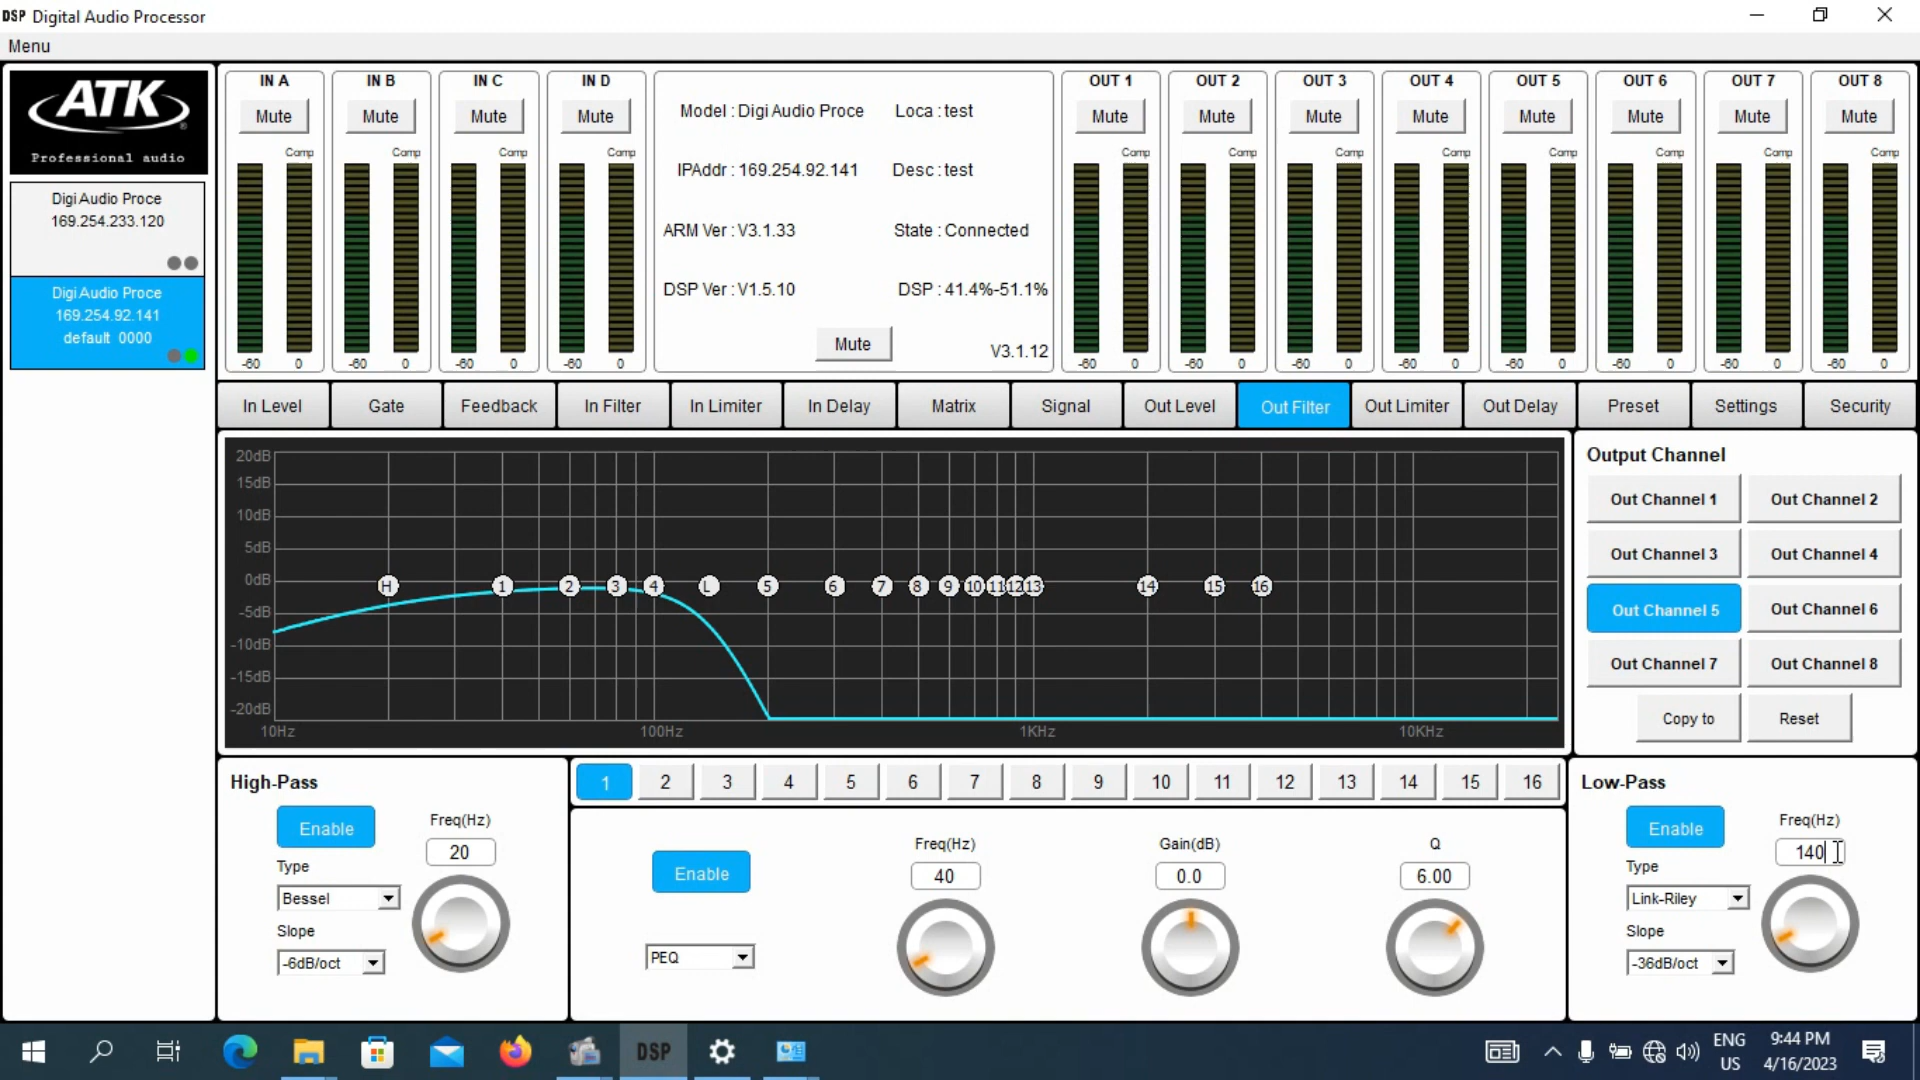 DSP Digital Audio Processor
Menu
ATK
Professional audio
Digi Audio Proce
169.254.233.120
Digi Audio Proce
169.254.92.141
default 0000
IN A IN B IN C IN D
Mute Mute Mute Mute
Comp Comp Comp Comp
-60 0 -60 0 -60 0 -60 0
Model : Digi Audio Proce Loca : test
IPAddr : 169.254.92.141 Desc : test
ARM Ver : V3.1.33 State : Connected
DSP Ver : V1.5.10 DSP : 41.4%-51.1%
Mute V3.1.12
OUT 1 OUT 2 OUT 3 OUT 4 OUT 5 OUT 6 OUT 7 OUT 8
Mute Mute Mute Mute Mute Mute Mute Mute
Comp Comp Comp Comp Comp Comp Comp Comp
-60 0 -60 0 -60 0 -60 0 -60 0 -60 0 -60 0 -60 0
In Level Gate Feedback In Filter In Limiter In Delay Matrix Signal Out Level Out Filter Out Limiter Out Delay Preset Settings Security
20dB
15dB
10dB
5dB
0dB
-5dB
-10dB
-15dB
-20dB
H 1 2 3 4 L 5 6 7 8 9 10 11 12 13 14 15 16
10Hz 100Hz 1KHz 10KHz
Output Channel
Out Channel 1 Out Channel 2
Out Channel 3 Out Channel 4
Out Channel 5 Out Channel 6
Out Channel 7 Out Channel 8
Copy to Reset
High-Pass
Enable Freq(Hz)
20
Type
Bessel
Slope
-6dB/oct
1 2 3 4 5 6 7 8 9 10 11 12 13 14 15 16
Enable
PEQ
Freq(Hz) Gain(dB) Q
40 0.0 6.00
Low-Pass
Enable Freq(Hz)
140
Type
Link-Riley
Slope
-36dB/oct
DSP
ENG
US
9:44 PM
4/16/2023